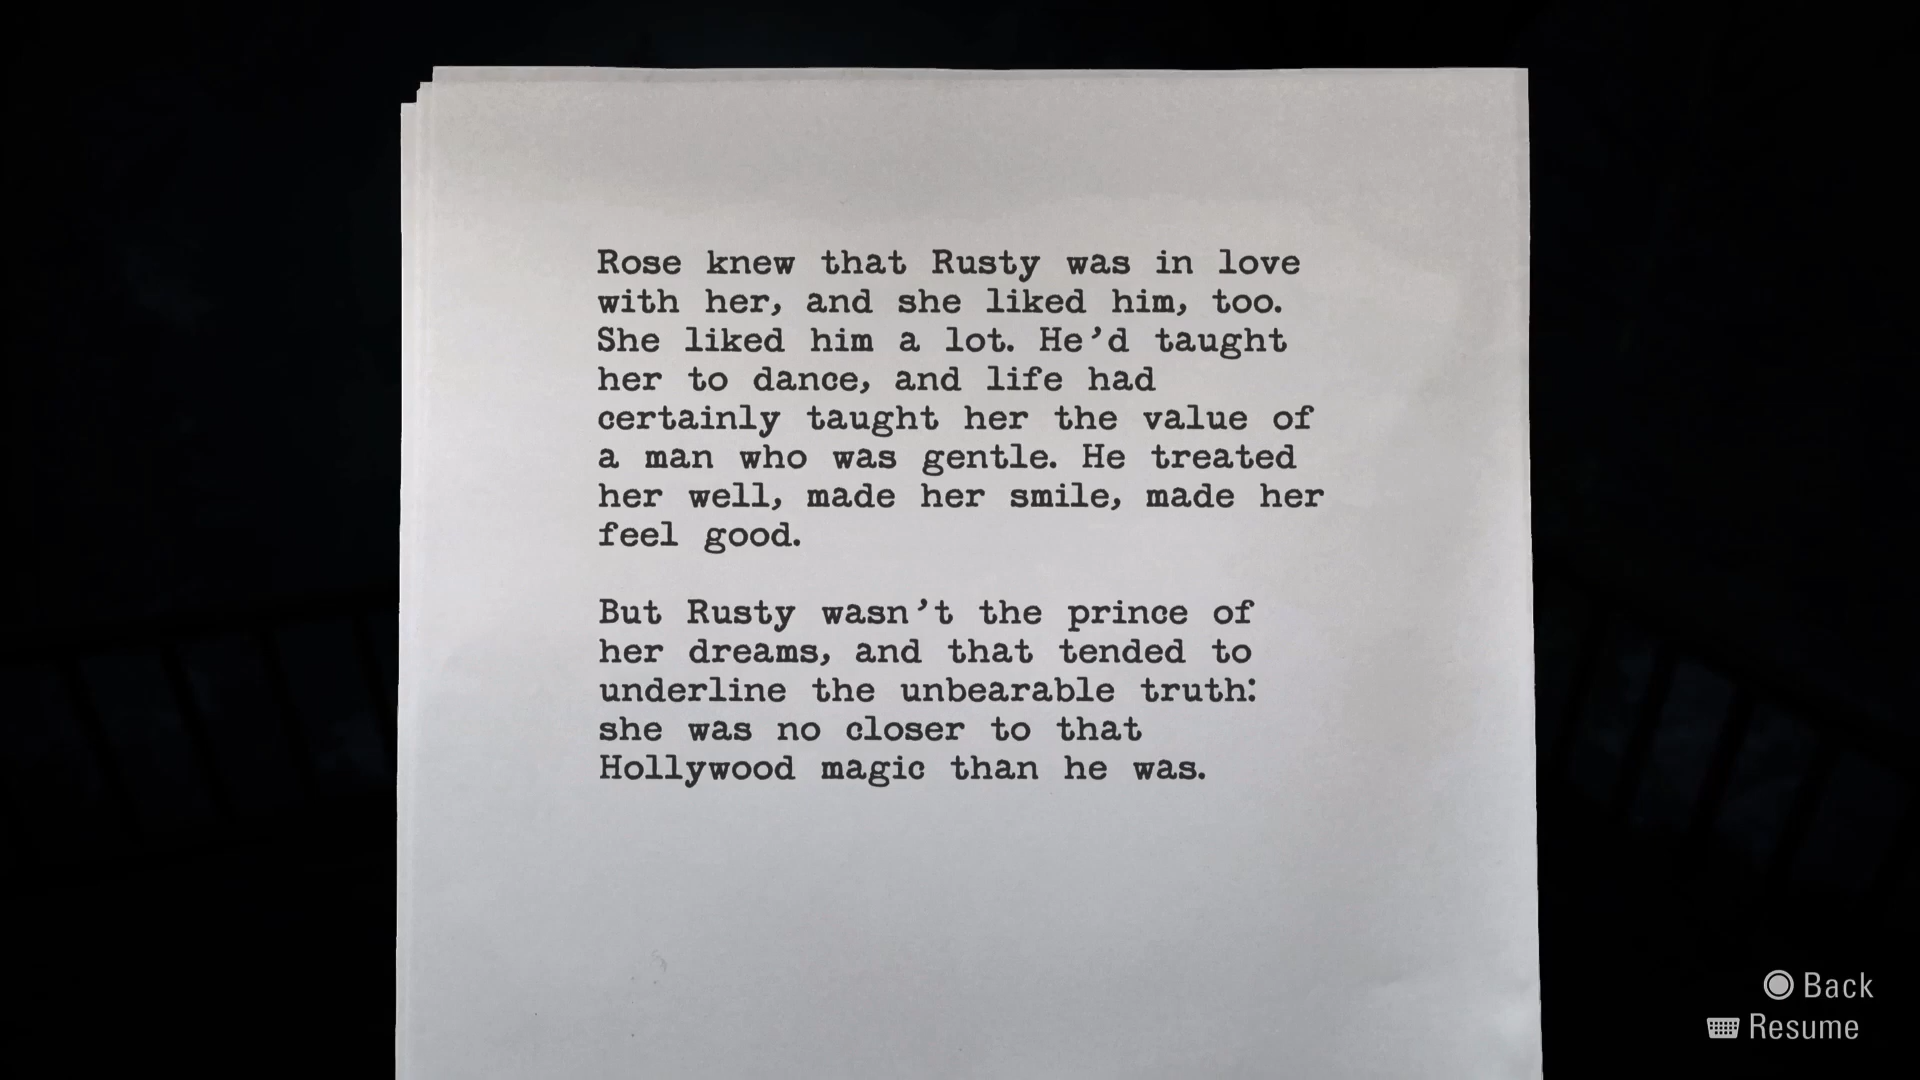 Rose knew that Rusty was in love
with her, and she liked him, too.
She liked him a lot. He’d taught
her to dance, and life had
certainly taught her the value of
a man who was gentle. He treated
her well, made her smile, made her
feel good.
But Rusty wasn’t the prince of
her dreams, and that tended to
underline the unbearable truth:
she was no closer to that
Hollywood magic than he was.
Back
Resume